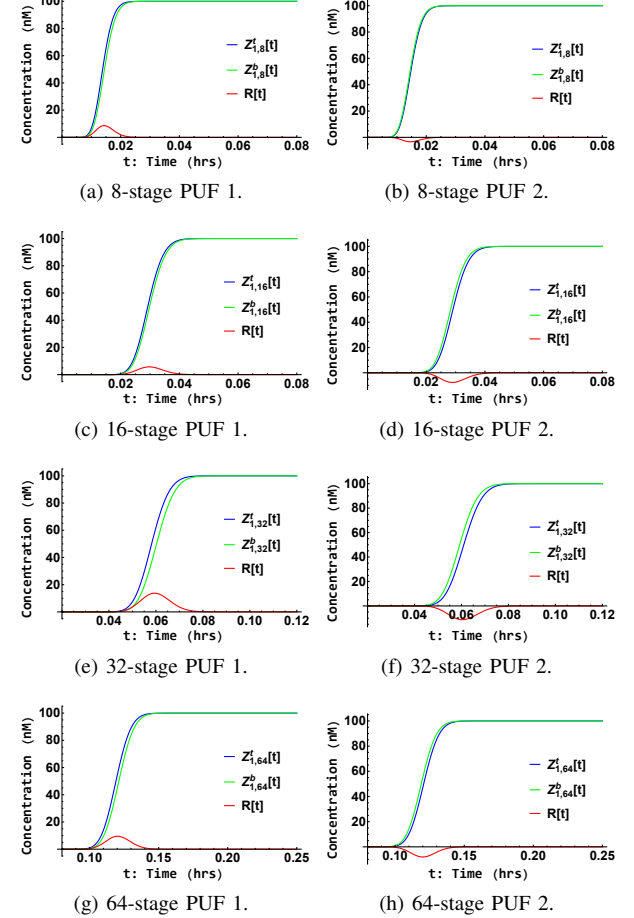 Concentration (nM)
100
80
60
40
20
Z^t_{1,8}[t]
Z^b_{1,8}[t]
R[t]
0.02 0.04 0.06 0.08
t: Time (hrs)
(a) 8-stage PUF 1.
Concentration (nM)
100
80
60
40
20
Z^t_{1,8}[t]
Z^b_{1,8}[t]
R[t]
0.02 0.04 0.06 0.08
t: Time (hrs)
(b) 8-stage PUF 2.
Concentration (nM)
100
80
60
40
20
Z^t_{1,16}[t]
Z^b_{1,16}[t]
R[t]
0.02 0.04 0.06 0.08
t: Time (hrs)
(c) 16-stage PUF 1.
Concentration (nM)
100
80
60
40
20
Z^t_{1,16}[t]
Z^b_{1,16}[t]
R[t]
0.02 0.04 0.06 0.08
t: Time (hrs)
(d) 16-stage PUF 2.
Concentration (nM)
100
80
60
40
20
Z^t_{1,32}[t]
Z^b_{1,32}[t]
R[t]
0.04 0.06 0.08 0.10 0.12
t: Time (hrs)
(e) 32-stage PUF 1.
Concentration (nM)
100
80
60
40
20
Z^t_{1,32}[t]
Z^b_{1,32}[t]
R[t]
0.04 0.06 0.08 0.10 0.12
t: Time (hrs)
(f) 32-stage PUF 2.
Concentration (nM)
100
80
60
40
20
Z^t_{1,64}[t]
Z^b_{1,64}[t]
R[t]
0.10 0.15 0.20 0.25
t: Time (hrs)
(g) 64-stage PUF 1.
Concentration (nM)
100
80
60
40
20
Z^t_{1,64}[t]
Z^b_{1,64}[t]
R[t]
0.10 0.15 0.20 0.25
t: Time (hrs)
(h) 64-stage PUF 2.